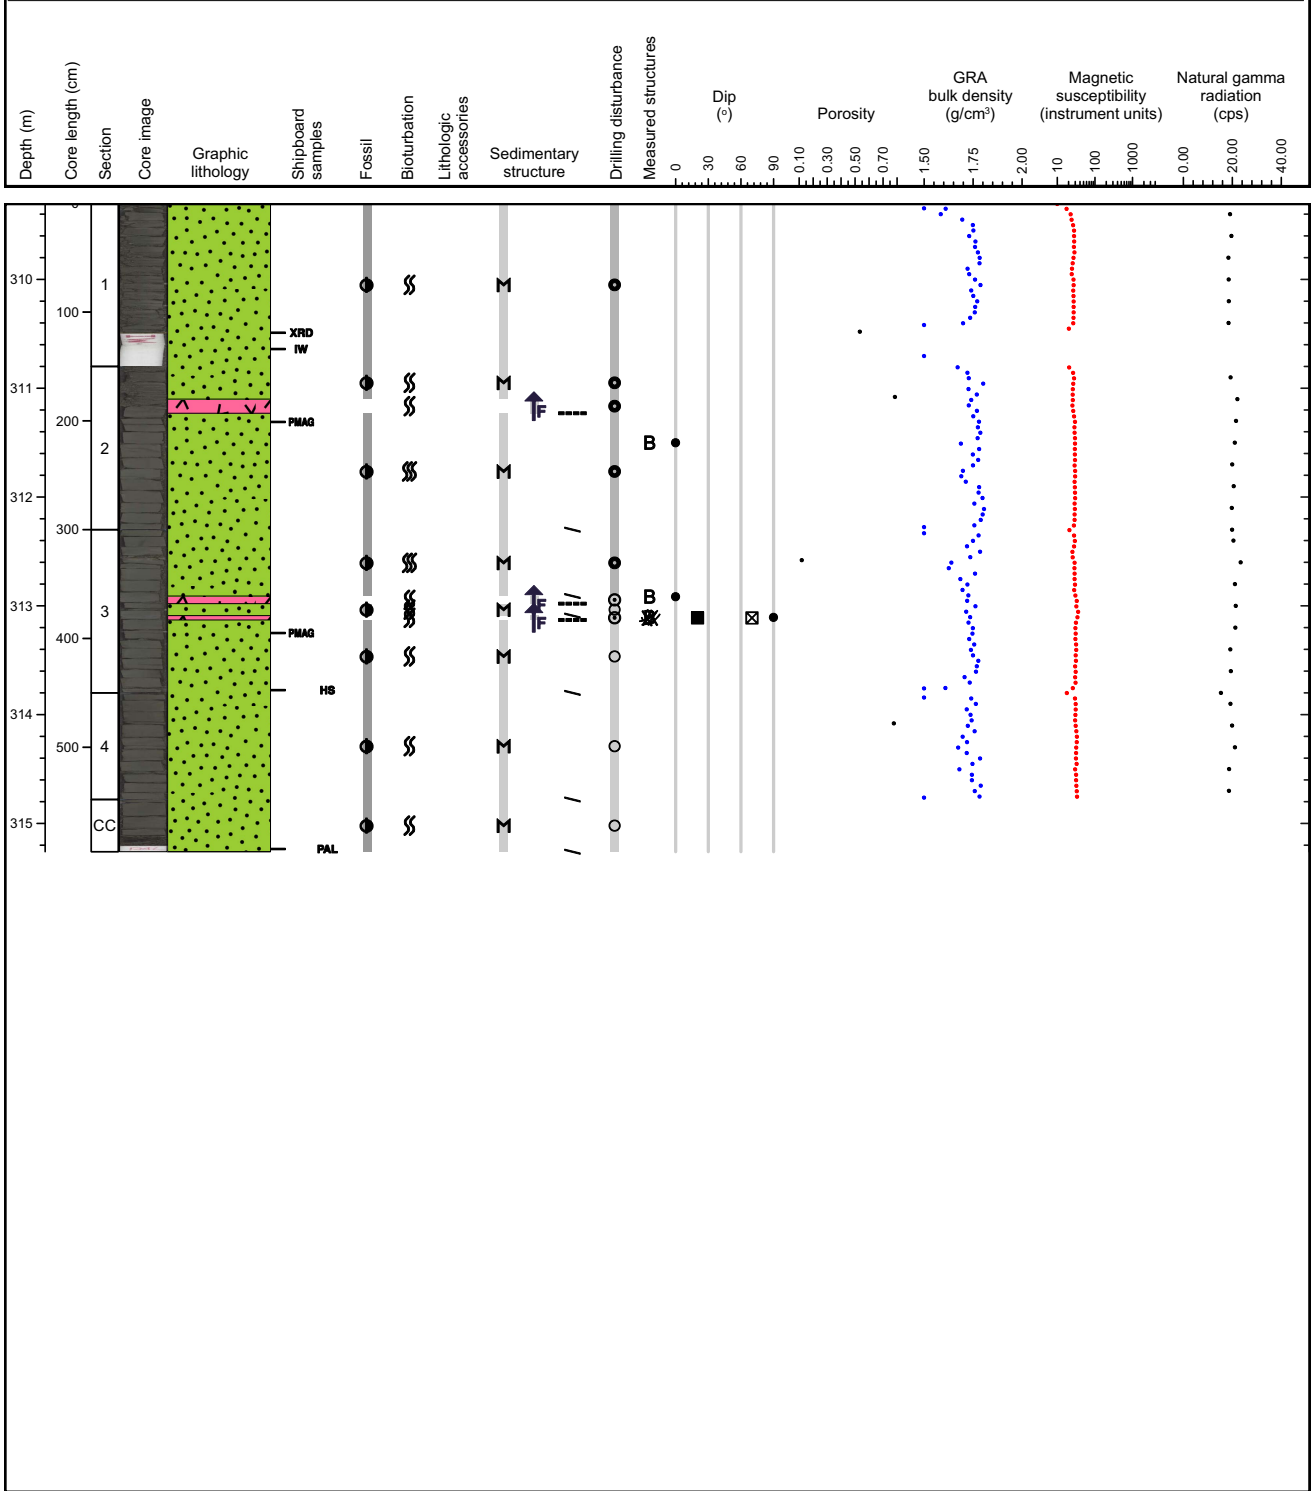 Depth (m)
Core length (cm)
Section
Core image
Graphic
lithology
Shipboard
samples
Fossil
Bioturbation
Lithologic
accessories
Sedimentary
structure
Drilling disturbance
Measured structures
Dip
(o)
0
30
60
90
Porosity
0.10
0.30
0.50
0.70
GRA
bulk density
(g/cm³)
1.50
1.75
2.00
Magnetic
susceptibility
(instrument units)
10
100
1000
Natural gamma
radiation
(cps)
0.00
20.00
40.00
0
310
1
M
100
XRD
IW
311
M
F
200
PMAG
2
B
M
312
300
M
313
3
F
B
M
F
400
PMAG
M
HS
314
500
4
M
315
CC
M
PAL